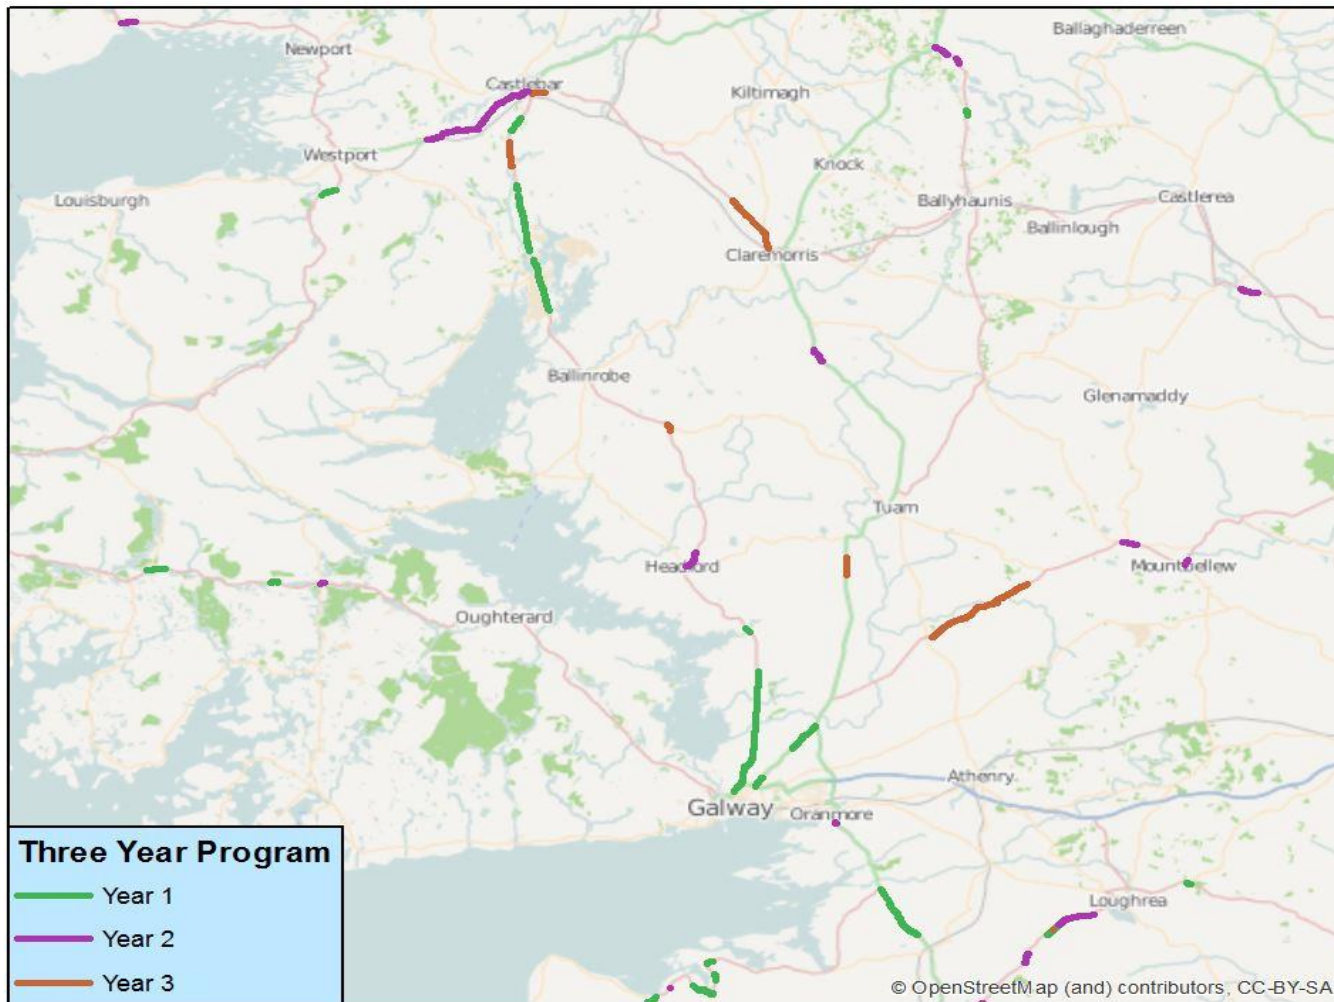 Ballaghaderreen
Newport
Castlebar
Kiltimagh
Westport
Knock
Louisburgh
Ballyhaunis
Castlerea
Ballinlough
Claremorris
Ballinrobe
Glenamaddy
Tuam
Headford
Mountbellew
Oughterard
Athenry
Galway
Oranmore
Loughrea
Three Year Program
Year 1
Year 2
Year 3
© OpenStreetMap (and) contributors, CC-BY-SA